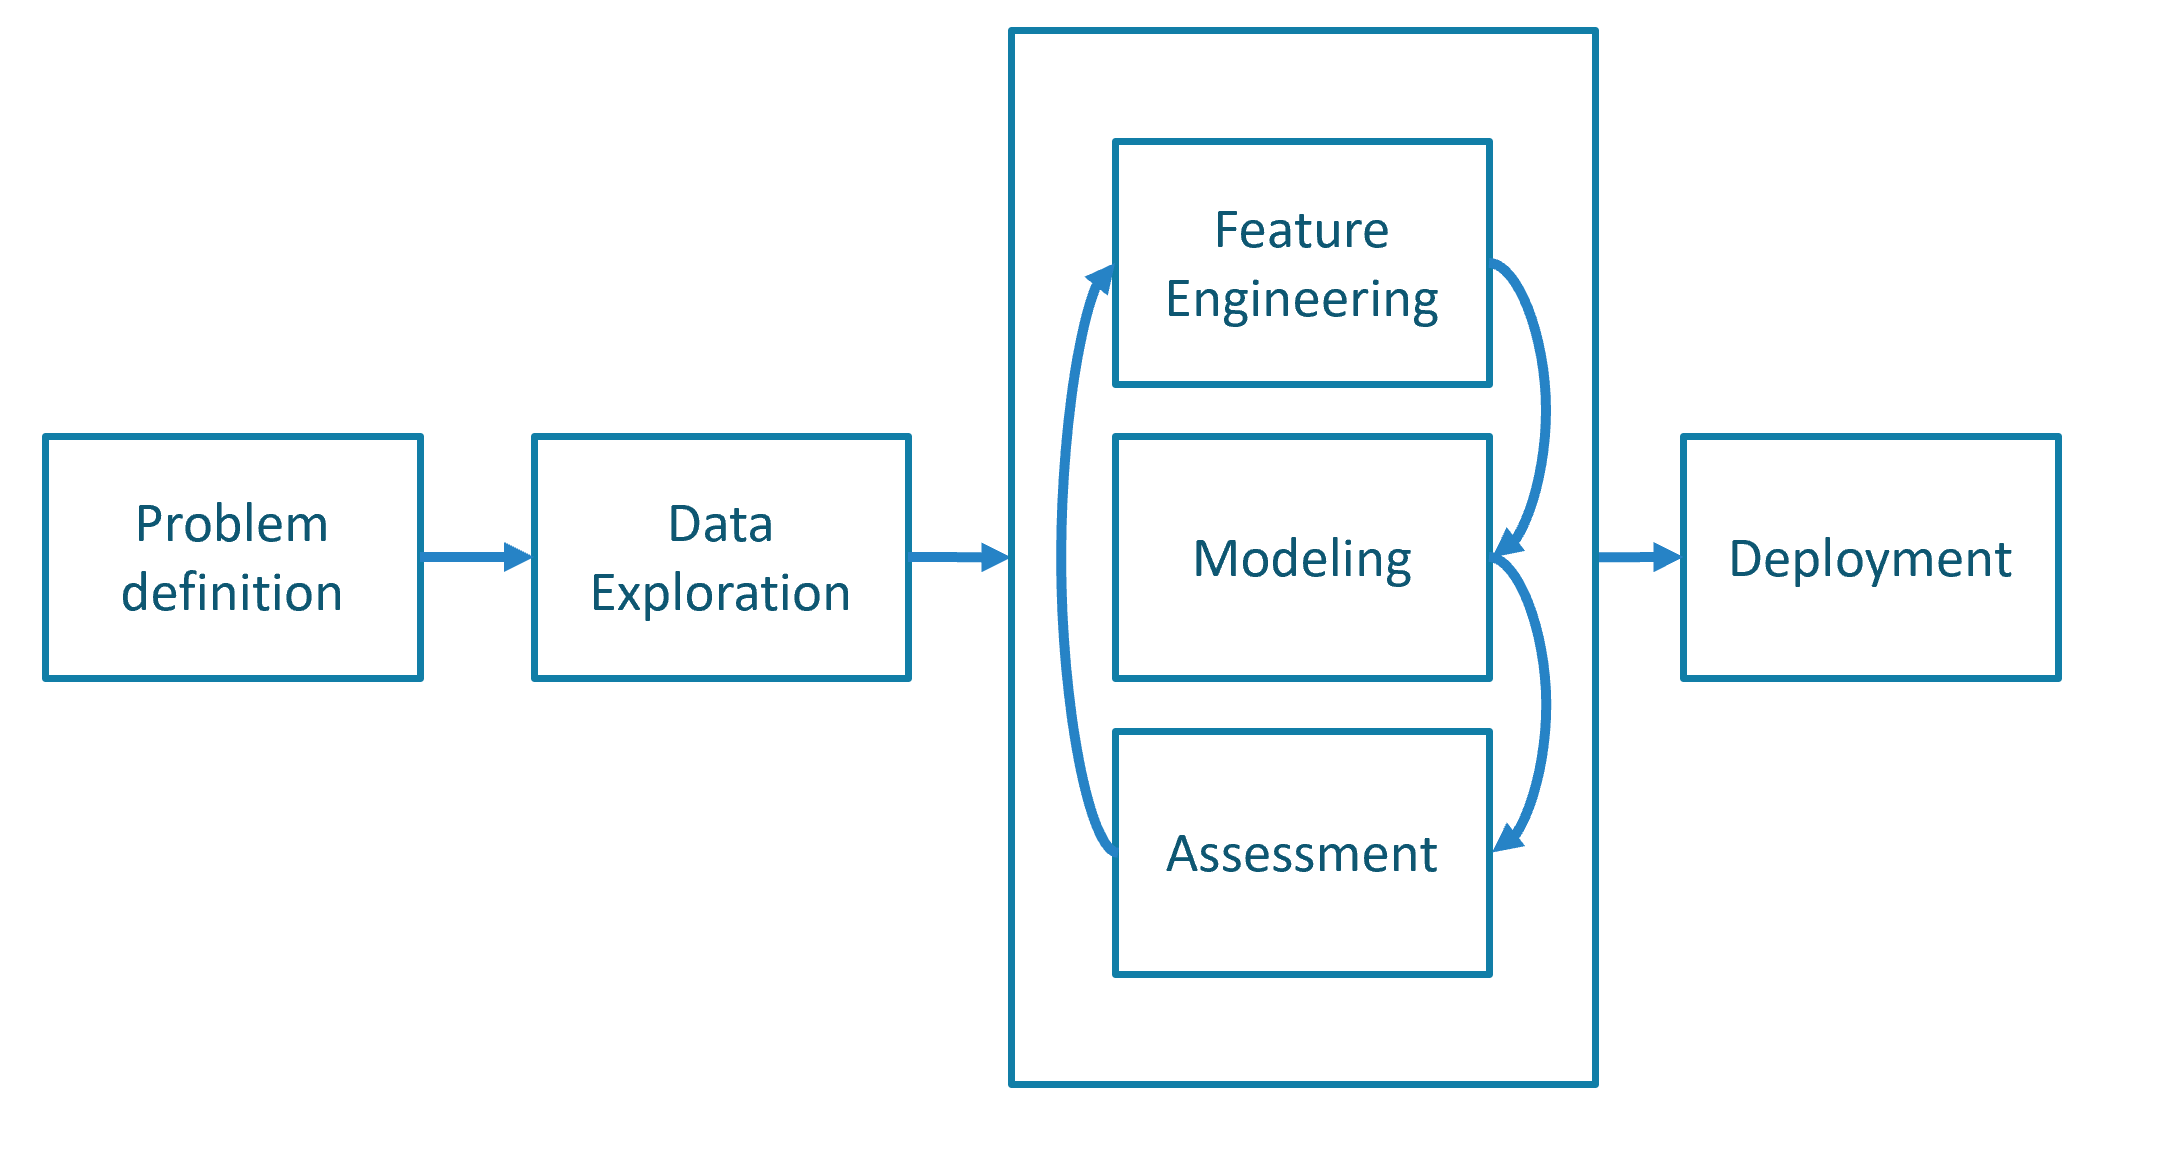 Problem
definition
Data
Exploration
Feature
Engineering
Modeling
Assessment
Deployment